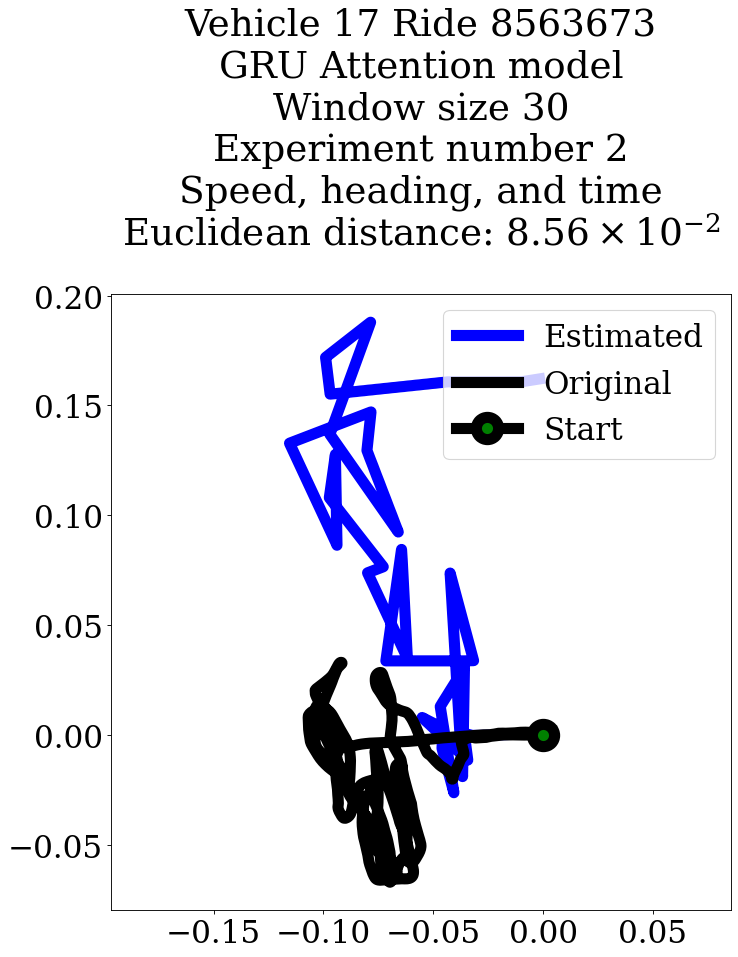 Vehicle 17 Ride 8563673
GRU Attention model
Window size 30
Experiment number 2
Speed, heading, and time
Euclidean distance: 8.56 × 10⁻²
0.20
0.15
0.10
0.05
0.00
−0.05
Estimated
Original
Start
−0.15 −0.10 −0.05 0.00 0.05